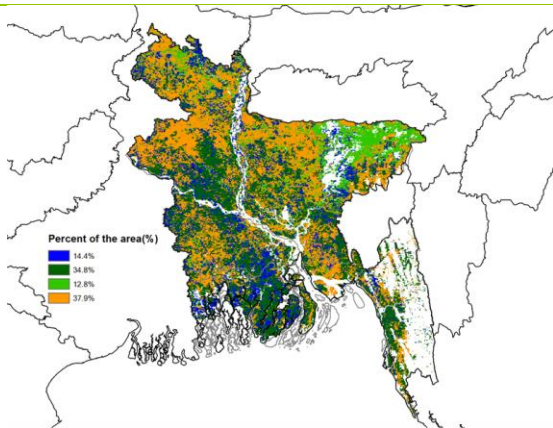 Percent of the area(%)
14.4%
34.8%
12.8%
37.9%